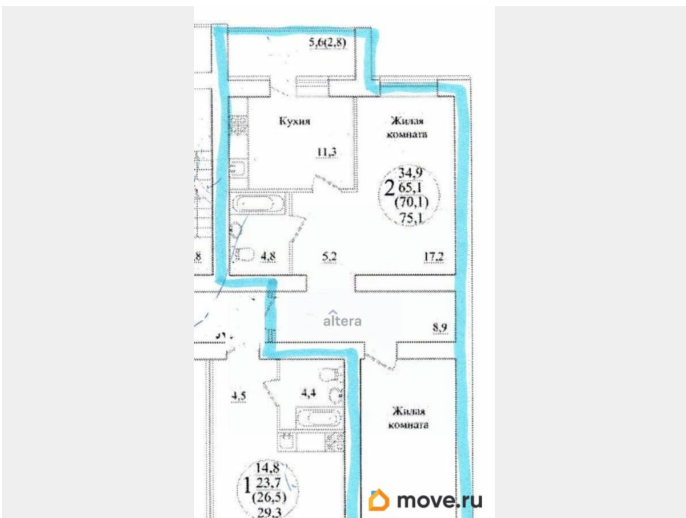 5,6(2,8)
Кухня
11,3
Жилая
комната
2
34,9
65,1
(70,1)
75,1
4,8
5,2
17,2
altera
8,9
4,5
4,4
Жилая
комната
1
14,8
23,7
(26,5)
29,3
move.ru